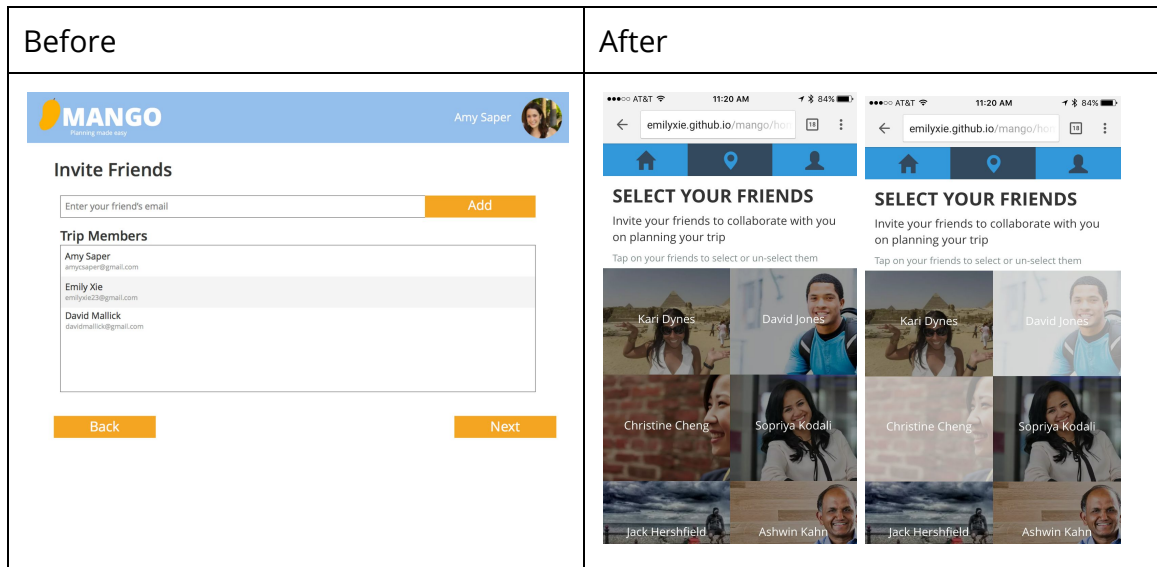 Before
After
MANGO
Planning made easy
Amy Saper
Invite Friends
Enter your friend's email
Add
Trip Members
Amy Saper
amycsaper@gmail.com
Emily Xie
emilyxie23@gmail.com
David Mallick
davidmallick@gmail.com
Back
Next
AT&T 11:20 AM 84%
emilyxie.github.io/mango/hom
18
SELECT YOUR FRIENDS
Invite your friends to collaborate with you
on planning your trip
Tap on your friends to select or un-select them
Kari Dynes
David Jones
Christine Cheng
Sopriya Kodali
Jack Hershfield
Ashwin Kahn
AT&T 11:20 AM 84%
emilyxie.github.io/mango/hom
18
SELECT YOUR FRIENDS
Invite your friends to collaborate with you
on planning your trip
Tap on your friends to select or un-select them
Kari Dynes
David Jones
Christine Cheng
Sopriya Kodali
Jack Hershfield
Ashwin Kahn